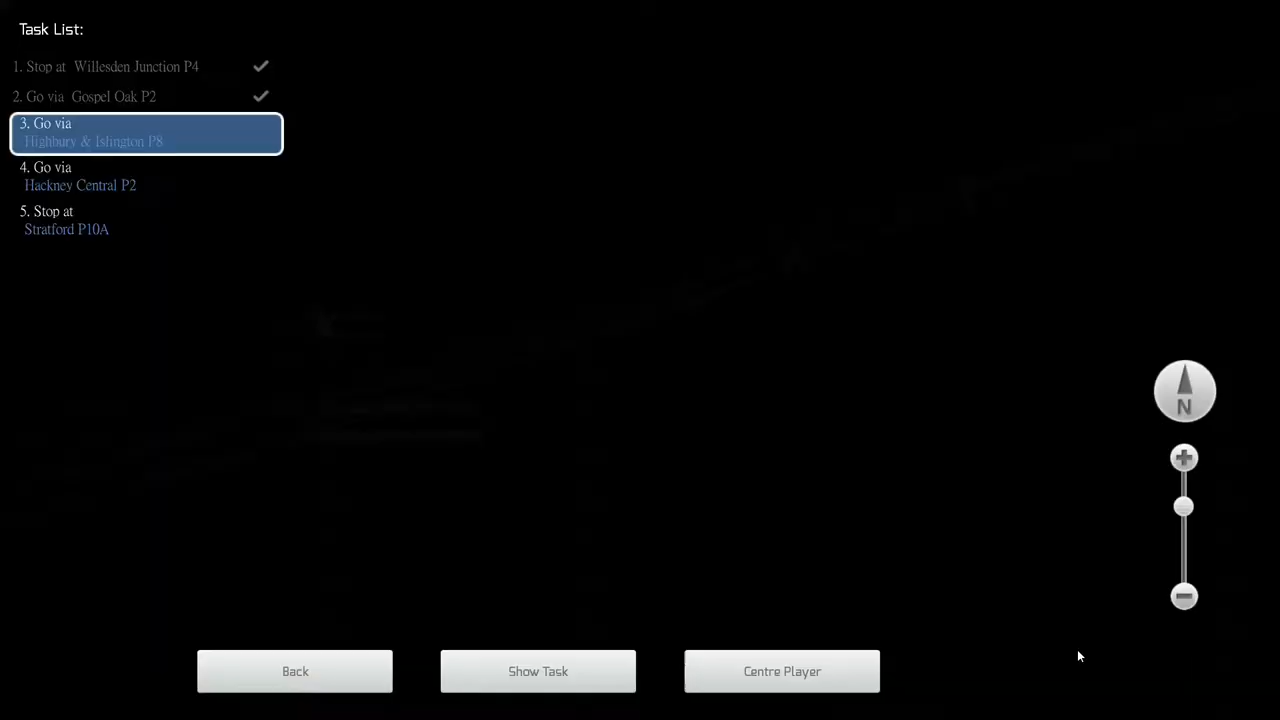 Task List:
1. Stop at Willesden Junction P4
2. Go via Gospel Oak P2
3. Go via
Highbury & Islington P8
4. Go via
Hackney Central P2
5. Stop at
Stratford P10A
N
Back
Show Task
Centre Player